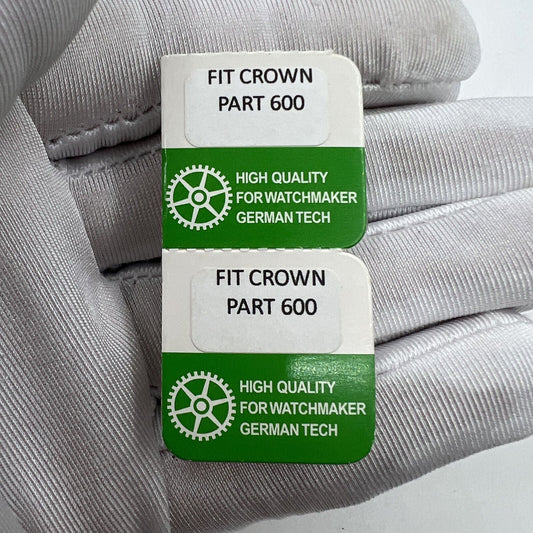 FIT CROWN
PART 600
HIGH QUALITY
FOR WATCHMAKER
GERMAN TECH
FIT CROWN
PART 600
HIGH QUALITY
FOR WATCHMAKER
GERMAN TECH